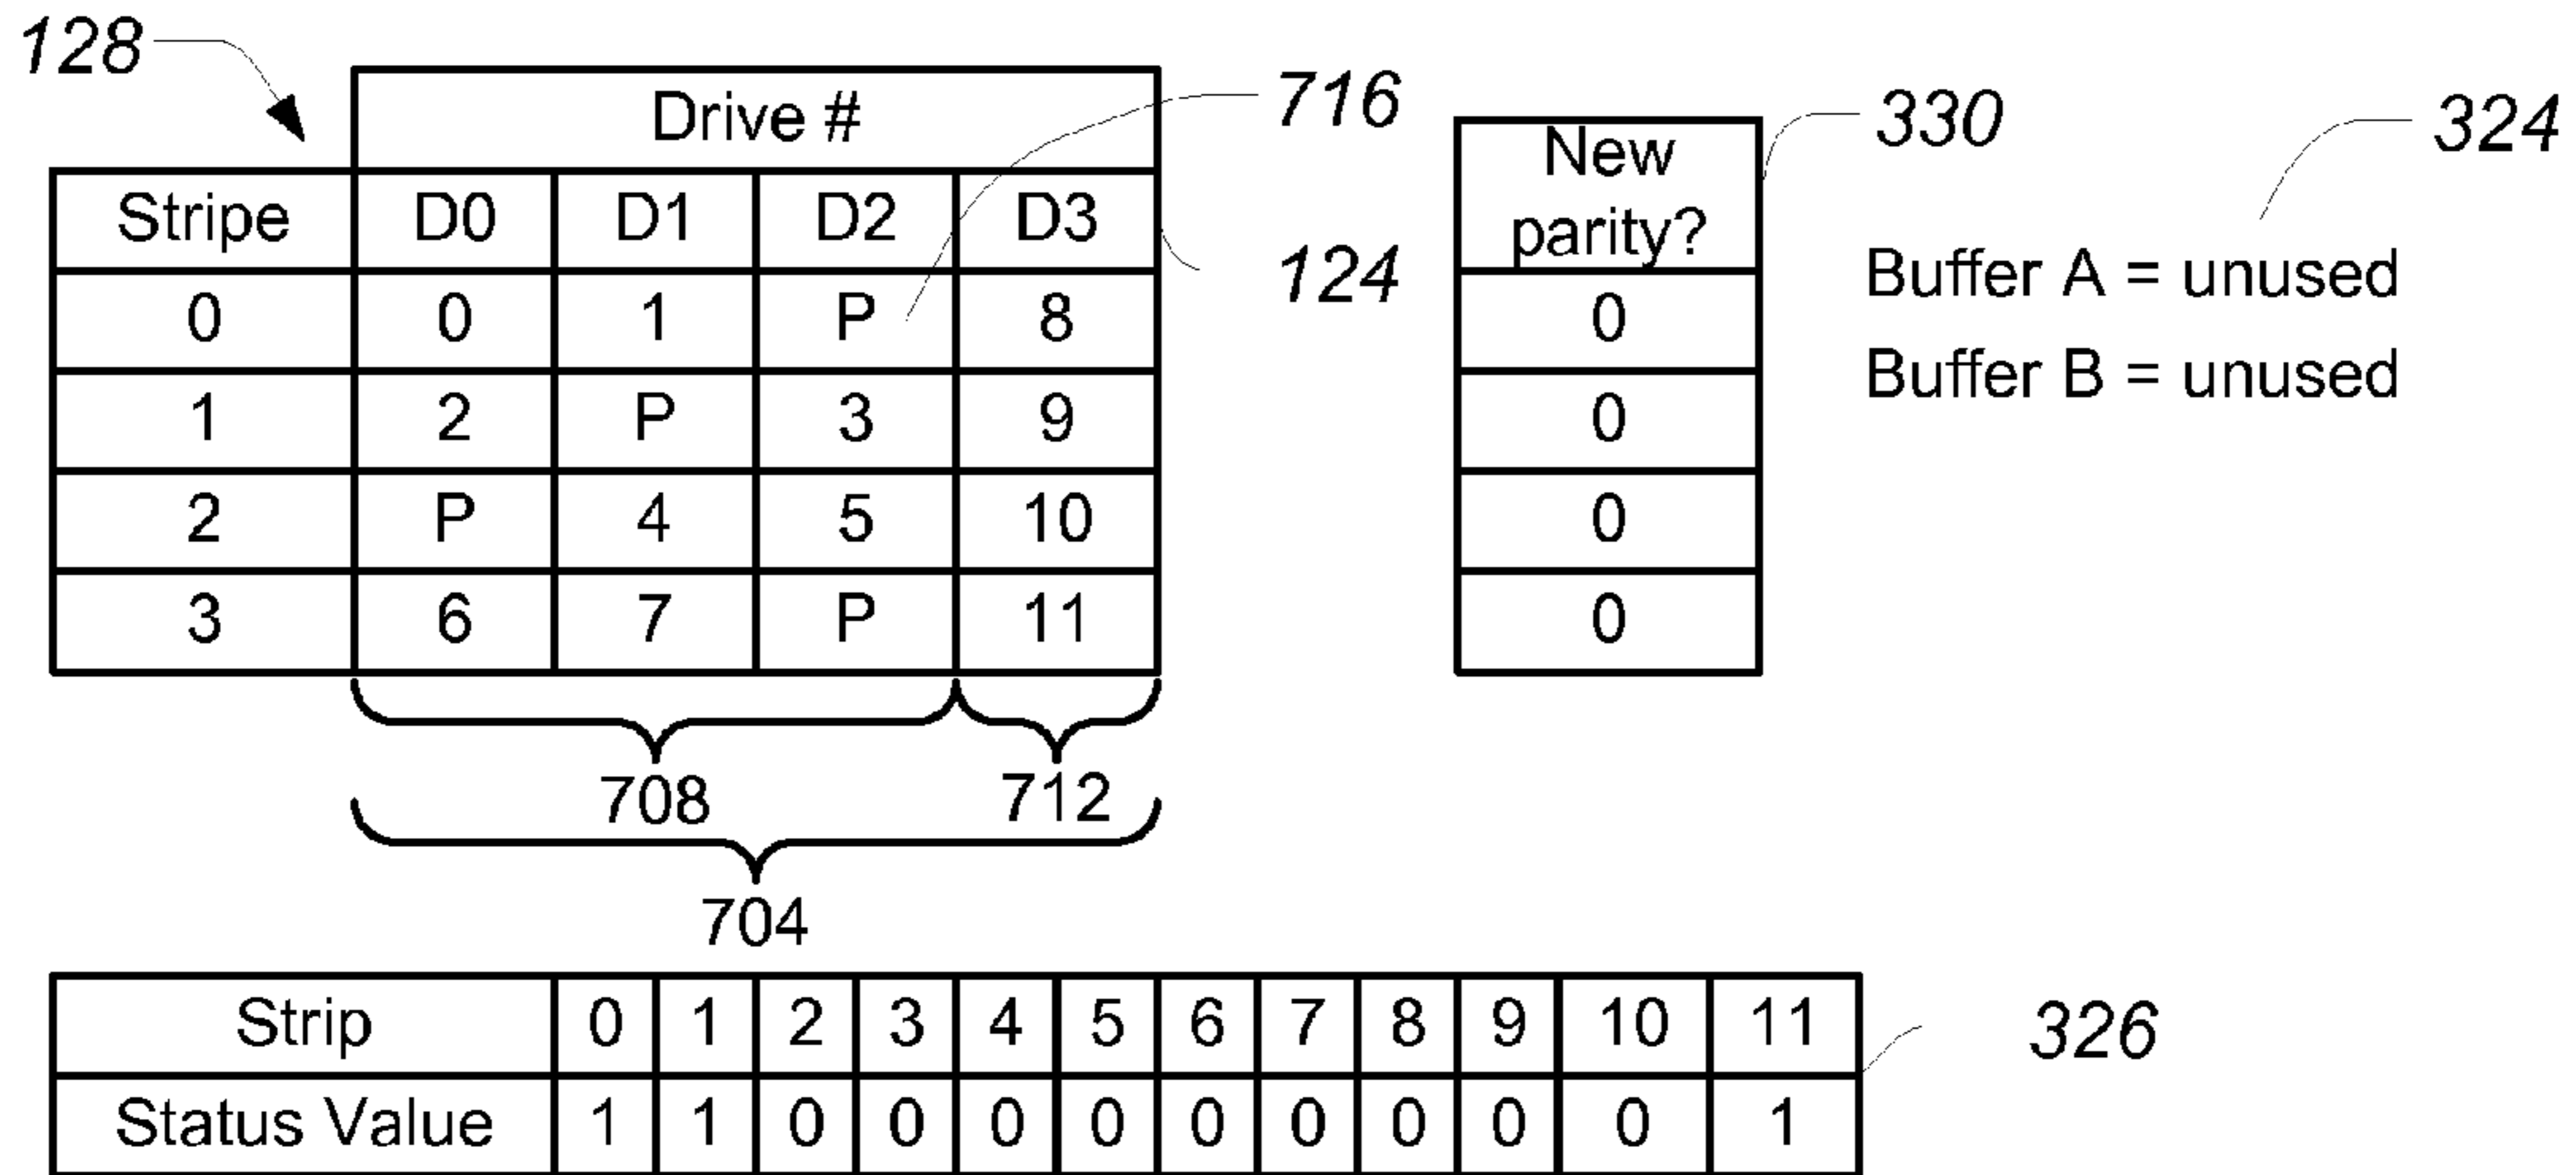 128
Drive #
716
330
324
New
parity?
Stripe D0 D1 D2 D3
124
Buffer A = unused
0 0 1 P 8 0
Buffer B = unused
1 2 P 3 9 0
2 P 4 5 10 0
3 6 7 P 11 0
708 712
704
Strip 0 1 2 3 4 5 6 7 8 9 10 11
326
Status Value 1 1 0 0 0 0 0 0 0 0 0 1